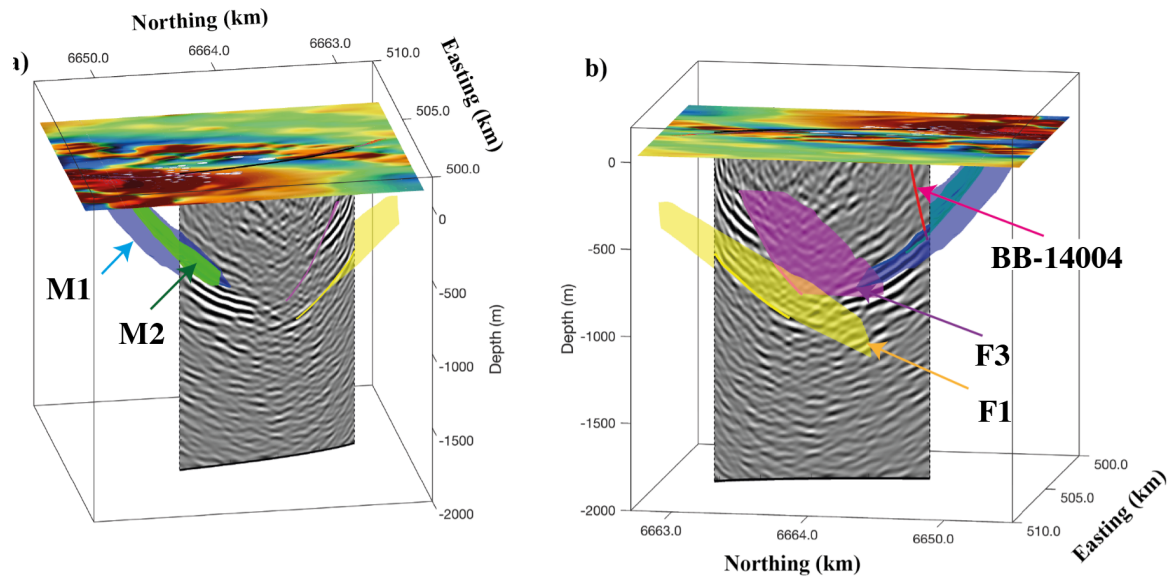 a)
Northing (km)
6650.0
6664.0
6663.0
510.0
505.0
500.0
Easting (km)
0
-500
-1000
-1500
-2000
Depth (m)
M1
M2
b)
0
-500
-1000
-1500
-2000
Depth (m)
BB-14004
F3
F1
500.0
505.0
510.0
Easting (km)
6663.0
6664.0
6650.0
Northing (km)